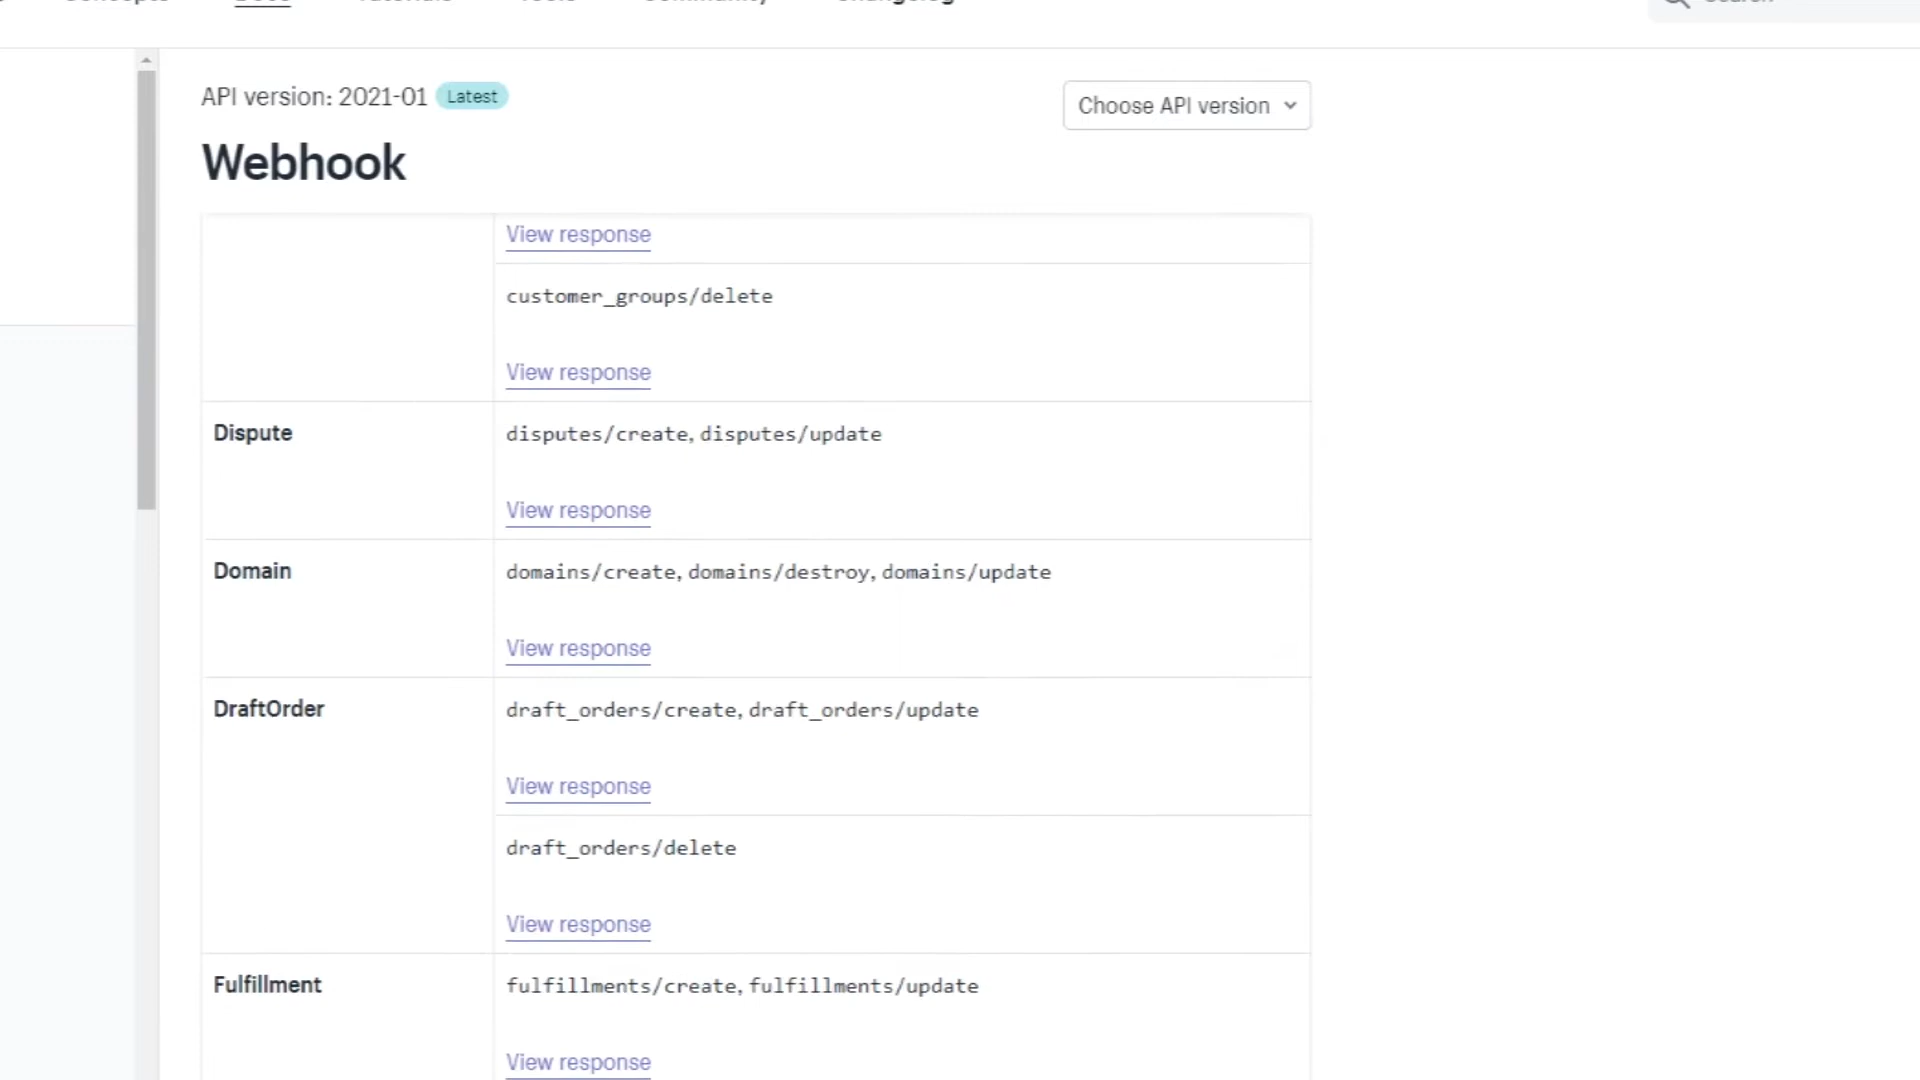 Docs
API version: 2021-01 Latest
Choose API version
Webhook
View response
customer_groups/delete
View response
Dispute
disputes/create, disputes/update
View response
Domain
domains/create, domains/destroy, domains/update
View response
DraftOrder
draft_orders/create, draft_orders/update
View response
draft_orders/delete
View response
Fulfillment
fulfillments/create, fulfillments/update
View response